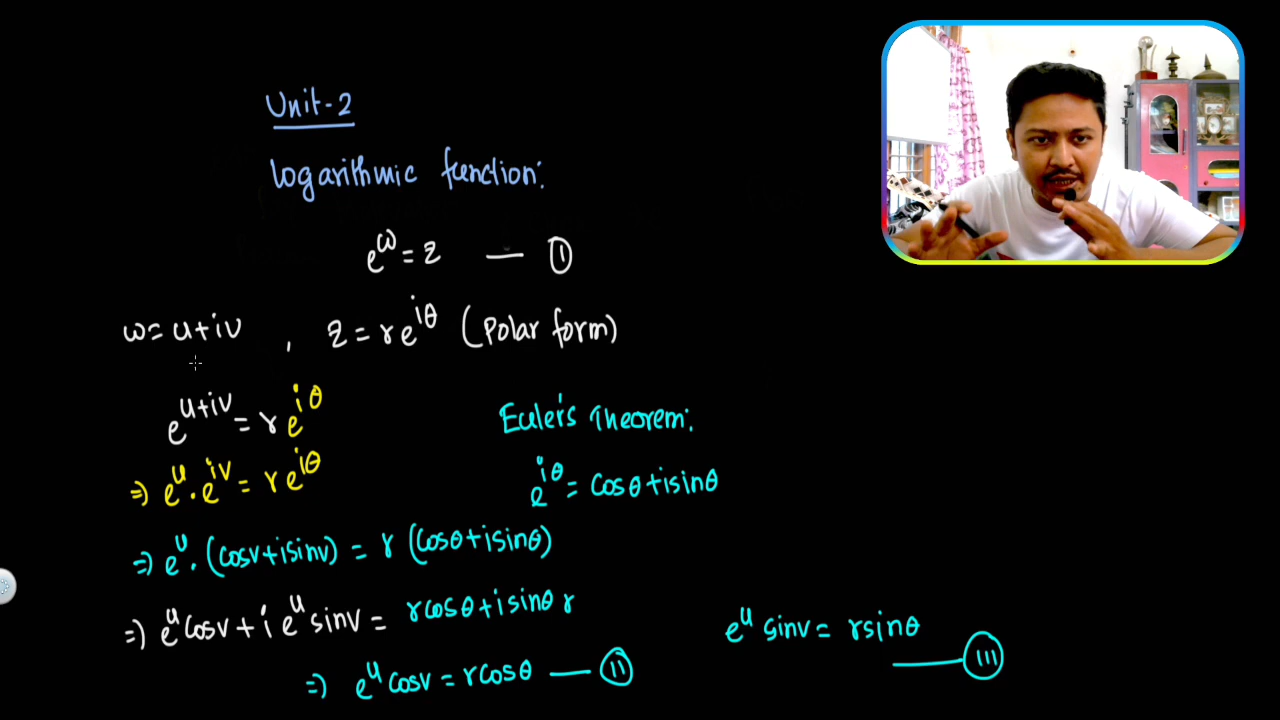 Unit-2
Logarithmic function:
e^ω = z — ①
ω = u+iv , z = re^{iθ} (Polar form)
e^{u+iv} = re^{iθ}
Euler's Theorem:
⇒ e^u . e^{iv} = re^{iθ}
e^{iθ} = cosθ+isinθ
⇒ e^u . (cosv+isinv) = r (cosθ+isinθ)
⇒ e^u cosv + i e^u sinv = rcosθ+isinθ r
e^u sinv = rsinθ — ⑪⑪
⇒ e^u cosv = rcosθ — ⑪